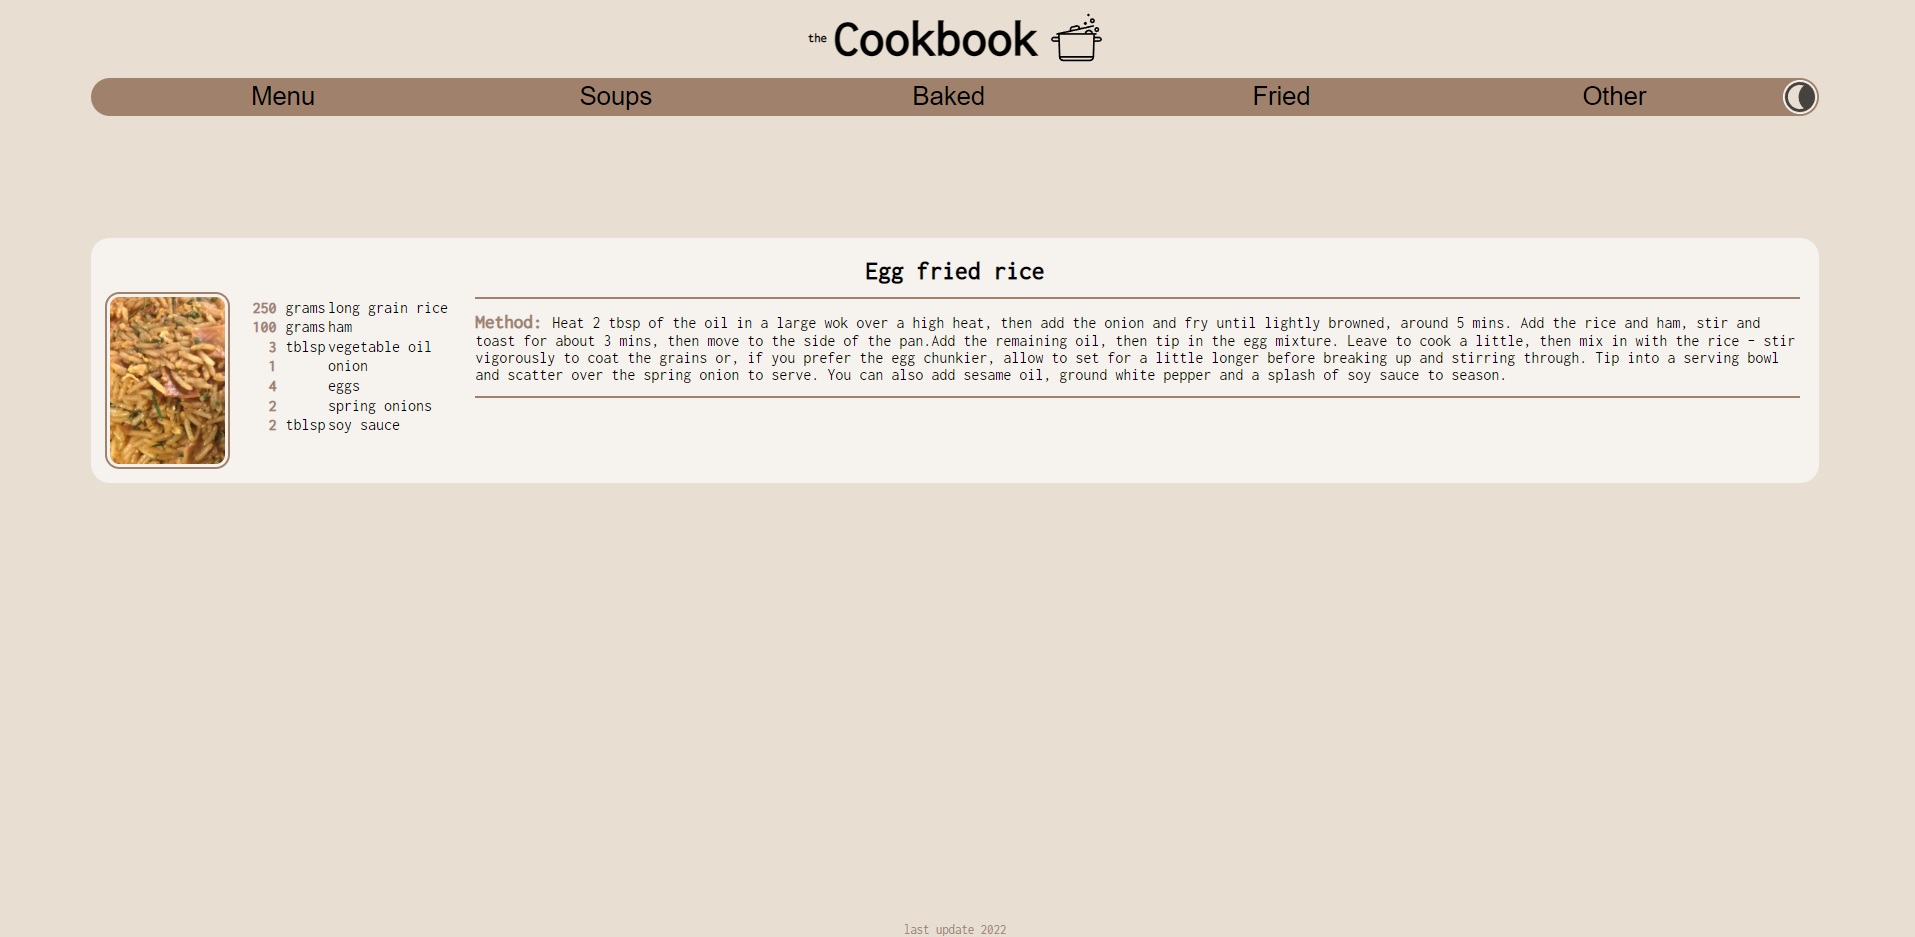 the Cookbook
Menu Soups Baked Fried Other
Egg fried rice
250 grams long grain rice
100 grams ham
3 tblsp vegetable oil
1 onion
4 eggs
2 spring onions
2 tblsp soy sauce
Method: Heat 2 tbsp of the oil in a large wok over a high heat, then add the onion and fry until lightly browned, around 5 mins. Add the rice and ham, stir and
toast for about 3 mins, then move to the side of the pan.Add the remaining oil, then tip in the egg mixture. Leave to cook a little, then mix in with the rice – stir
vigorously to coat the grains or, if you prefer the egg chunkier, allow to set for a little longer before breaking up and stirring through. Tip into a serving bowl
and scatter over the spring onion to serve. You can also add sesame oil, ground white pepper and a splash of soy sauce to season.
last update 2022